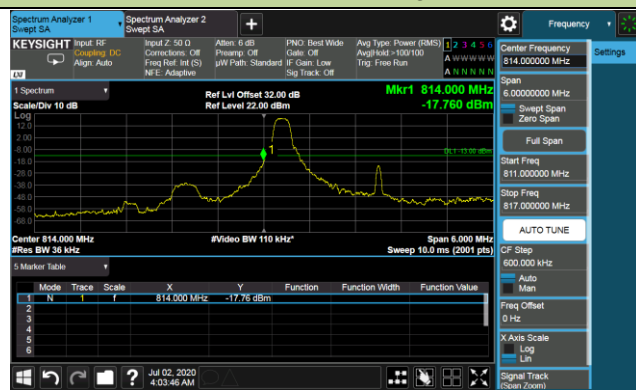 Spectrum Analyzer 1
Swept SA
Spectrum Analyzer 2
Swept SA
+
Frequency
KEYSIGHT
Input: RF
Coupling: DC
Align: Auto
Input Z: 50 Ω
Corrections: Off
Freq Ref: Int (S)
NFE: Adaptive
Atten: 6 dB
Preamp: Off
µW Path: Standard
PNO: Best Wide
Gate: Off
IF Gain: Low
Sig Track: Off
Avg Type: Power (RMS)
Avg|Hold:>100/100
Trig: Free Run
1 2 3 4 5 6
A W W W W W
A N N N N N
LXI
1 Spectrum
Scale/Div 10 dB
Ref Lvl Offset 32.00 dB
Ref Level 22.00 dBm
Mkr1 814.000 MHz
-17.760 dBm
Log
12.0
2.00
-8.00
-18.0
-28.0
-38.0
-48.0
-58.0
-68.0
1
DL1 -13.00 dBm
Center 814.000 MHz
#Res BW 36 kHz
#Video BW 110 kHz*
Span 6.000 MHz
Sweep 10.0 ms (2001 pts)
5 Marker Table
Mode Trace Scale X Y Function Function Width Function Value
1 N 1 f 814.000 MHz -17.76 dBm
2
3
4
5
6
Jul 02, 2020
4:03:46 AM
Center Frequency
814.000000 MHz
Settings
Span
6.00000000 MHz
Swept Span
Zero Span
Full Span
Start Freq
811.000000 MHz
Stop Freq
817.000000 MHz
AUTO TUNE
CF Step
600.000 kHz
Auto
Man
Freq Offset
0 Hz
X Axis Scale
Log
Lin
Signal Track
(Span Zoom)